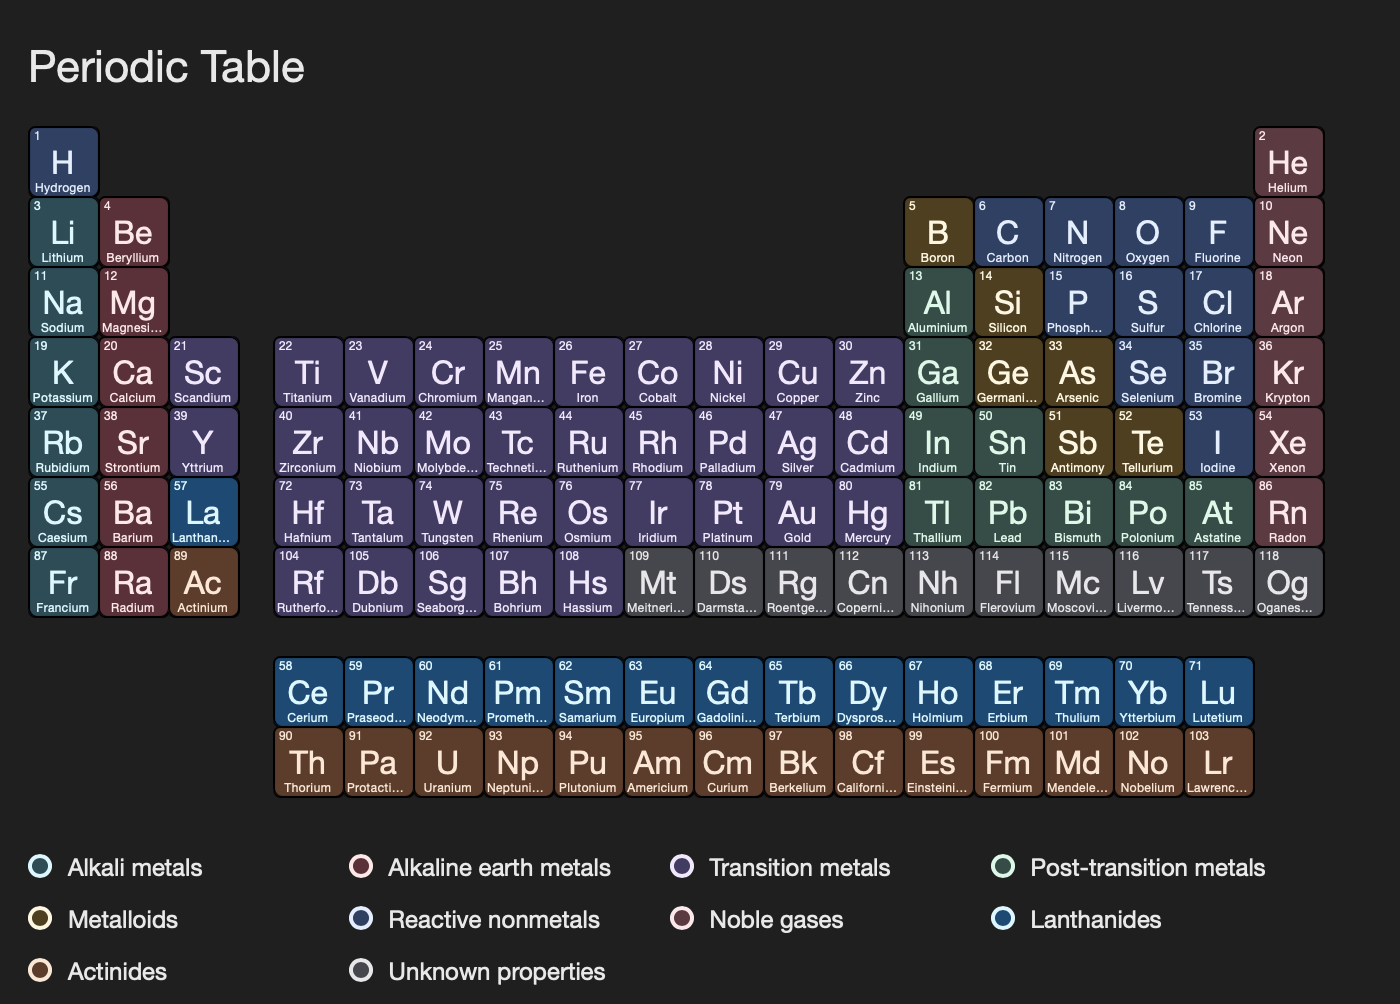 Periodic Table
1 2
H He
Hydrogen Helium
3 4 5 6 7 8 9 10
Li Be B C N O F Ne
Lithium Beryllium Boron Carbon Nitrogen Oxygen Fluorine Neon
11 12 13 14 15 16 17 18
Na Mg Al Si P S Cl Ar
Sodium Magnesi... Aluminium Silicon Phosph... Sulfur Chlorine Argon
19 20 21 22 23 24 25 26 27 28 29 30 31 32 33 34 35 36
K Ca Sc Ti V Cr Mn Fe Co Ni Cu Zn Ga Ge As Se Br Kr
Potassium Calcium Scandium Titanium Vanadium Chromium Mangan... Iron Cobalt Nickel Copper Zinc Gallium Germani... Arsenic Selenium Bromine Krypton
37 38 39 40 41 42 43 44 45 46 47 48 49 50 51 52 53 54
Rb Sr Y Zr Nb Mo Tc Ru Rh Pd Ag Cd In Sn Sb Te I Xe
Rubidium Strontium Yttrium Zirconium Niobium Molybde... Techneti... Ruthenium Rhodium Palladium Silver Cadmium Indium Tin Antimony Tellurium Iodine Xenon
55 56 57 72 73 74 75 76 77 78 79 80 81 82 83 84 85 86
Cs Ba La Hf Ta W Re Os Ir Pt Au Hg Tl Pb Bi Po At Rn
Caesium Barium Lanthan... Hafnium Tantalum Tungsten Rhenium Osmium Iridium Platinum Gold Mercury Thallium Lead Bismuth Polonium Astatine Radon
87 88 89 104 105 106 107 108 109 110 111 112 113 114 115 116 117 118
Fr Ra Ac Rf Db Sg Bh Hs Mt Ds Rg Cn Nh Fl Mc Lv Ts Og
Francium Radium Actinium Rutherfo... Dubnium Seaborg... Bohrium Hassium Meitneri... Darmsta... Roentge... Coperni... Nihonium Flerovium Moscovi... Livermo... Tenness... Oganes...
58 59 60 61 62 63 64 65 66 67 68 69 70 71
Ce Pr Nd Pm Sm Eu Gd Tb Dy Ho Er Tm Yb Lu
Cerium Praseod... Neodym... Prometh... Samarium Europium Gadolini... Terbium Dyspros... Holmium Erbium Thulium Ytterbium Lutetium
90 91 92 93 94 95 96 97 98 99 100 101 102 103
Th Pa U Np Pu Am Cm Bk Cf Es Fm Md No Lr
Thorium Protacti... Uranium Neptuni... Plutonium Americium Curium Berkelium Californi... Einsteini... Fermium Mendele... Nobelium Lawrenc...
Alkali metals Alkaline earth metals Transition metals Post-transition metals
Metalloids Reactive nonmetals Noble gases Lanthanides
Actinides Unknown properties